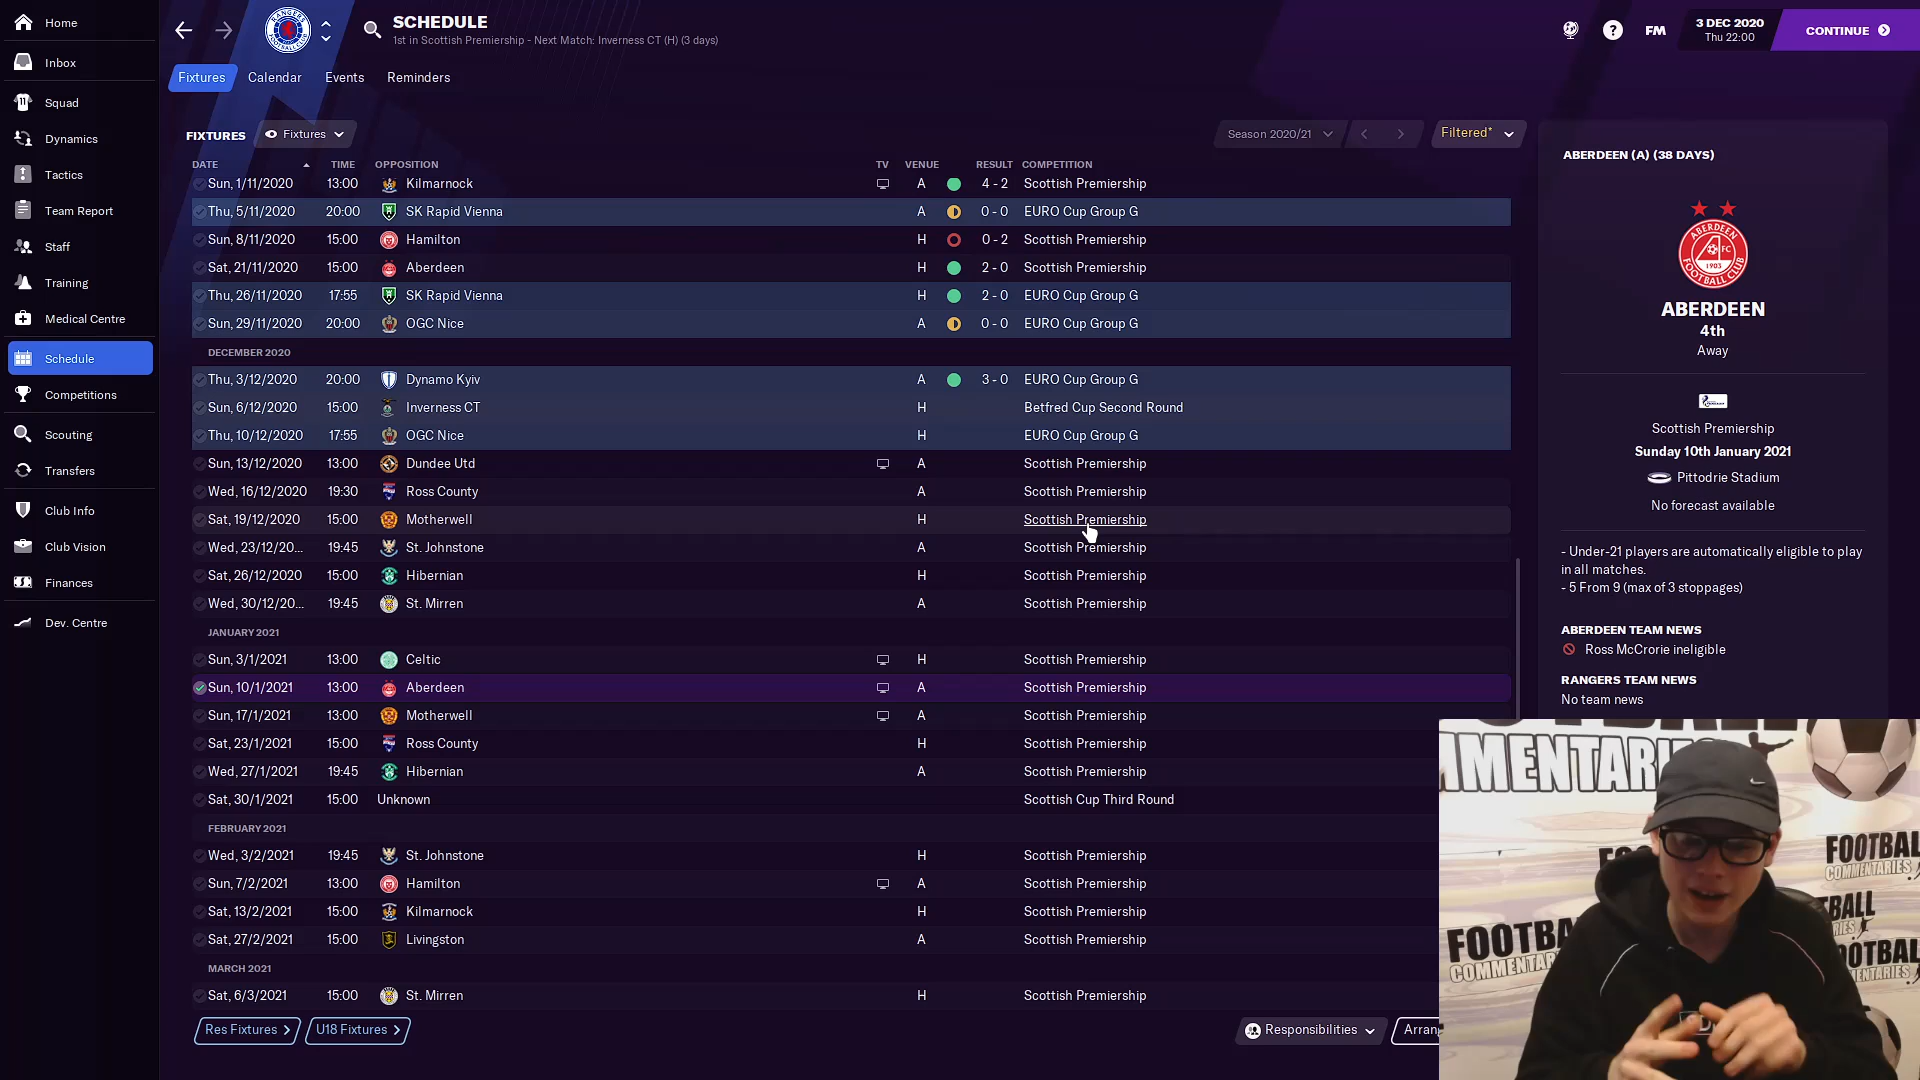 Home
Inbox
Squad
Dynamics
Tactics
Team Report
Staff
Training
Medical Centre
Schedule
Competitions
Scouting
Transfers
Club Info
Club Vision
Finances
Dev. Centre
SCHEDULE
1st in Scottish Premiership - Next Match: Inverness CT (H) (3 days)
FM
3 DEC 2020
Thu 22:00
CONTINUE
Fixtures Calendar Events Reminders
FIXTURES Fixtures Season 2020/21 Filtered*
DATE TIME OPPOSITION TV VENUE RESULT COMPETITION
Sun, 1/11/2020 13:00 Kilmarnock A 4 - 2 Scottish Premiership
Thu, 5/11/2020 20:00 SK Rapid Vienna A 0 - 0 EURO Cup Group G
Sun, 8/11/2020 15:00 Hamilton H 0 - 2 Scottish Premiership
Sat, 21/11/2020 15:00 Aberdeen H 2 - 0 Scottish Premiership
Thu, 26/11/2020 17:55 SK Rapid Vienna H 2 - 0 EURO Cup Group G
Sun, 29/11/2020 20:00 OGC Nice A 0 - 0 EURO Cup Group G
DECEMBER 2020
Thu, 3/12/2020 20:00 Dynamo Kyiv A 3 - 0 EURO Cup Group G
Sun, 6/12/2020 15:00 Inverness CT H Betfred Cup Second Round
Thu, 10/12/2020 17:55 OGC Nice H EURO Cup Group G
Sun, 13/12/2020 13:00 Dundee Utd A Scottish Premiership
Wed, 16/12/2020 19:30 Ross County A Scottish Premiership
Sat, 19/12/2020 15:00 Motherwell H Scottish Premiership
Wed, 23/12/20... 19:45 St. Johnstone A Scottish Premiership
Sat, 26/12/2020 15:00 Hibernian H Scottish Premiership
Wed, 30/12/20... 19:45 St. Mirren A Scottish Premiership
JANUARY 2021
Sun, 3/1/2021 13:00 Celtic H Scottish Premiership
Sun, 10/1/2021 13:00 Aberdeen A Scottish Premiership
Sun, 17/1/2021 13:00 Motherwell A Scottish Premiership
Sat, 23/1/2021 15:00 Ross County H Scottish Premiership
Wed, 27/1/2021 19:45 Hibernian A Scottish Premiership
Sat, 30/1/2021 15:00 Unknown Scottish Cup Third Round
FEBRUARY 2021
Wed, 3/2/2021 19:45 St. Johnstone H Scottish Premiership
Sun, 7/2/2021 13:00 Hamilton A Scottish Premiership
Sat, 13/2/2021 15:00 Kilmarnock H Scottish Premiership
Sat, 27/2/2021 15:00 Livingston A Scottish Premiership
MARCH 2021
Sat, 6/3/2021 15:00 St. Mirren H Scottish Premiership
Res Fixtures U18 Fixtures Responsibilities Arran
ABERDEEN (A) (38 DAYS)
ABERDEEN
FC
1903
FOOTBALL CLUB
ABERDEEN
4th
Away
Scottish Premiership
Sunday 10th January 2021
Pittodrie Stadium
No forecast available
- Under-21 players are automatically eligible to play
in all matches.
- 5 From 9 (max of 3 stoppages)
ABERDEEN TEAM NEWS
Ross McCrorie ineligible
RANGERS TEAM NEWS
No team news
MMENTARI
FOOTBALL
COMMENTARIES
FOOTBA
COMMENTAR
BALL
OTBAL
ENTARIES